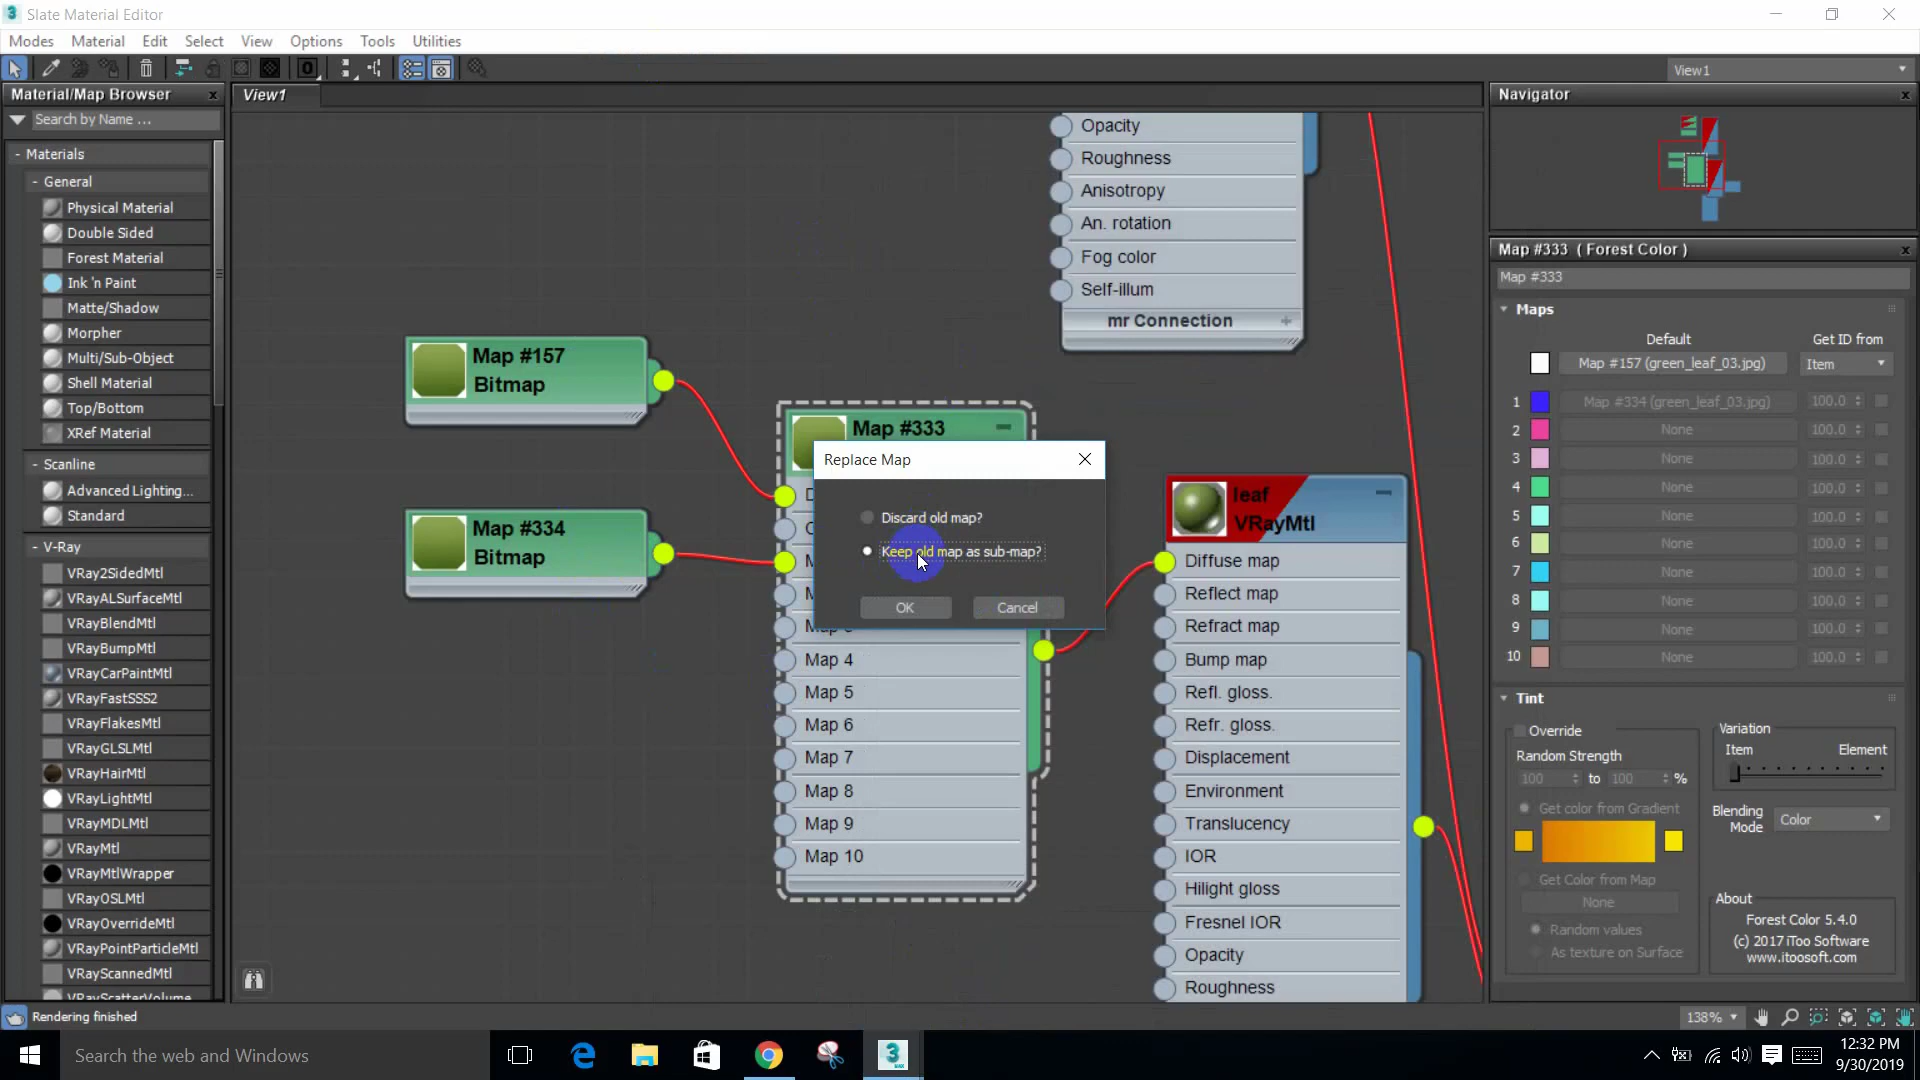 Slate Material Editor
Modes Material Edit Select View Options Tools Utilities
View1
Material/Map Browser
Search by Name ...
- Materials
- General
Physical Material
Double Sided
Forest Material
Ink 'n Paint
Matte/Shadow
Morpher
Multi/Sub-Object
Shell Material
Top/Bottom
XRef Material
- Scanline
Advanced Lighting...
Standard
- V-Ray
VRay2SidedMtl
VRayALSurfaceMtl
VRayBlendMtl
VRayBumpMtl
VRayCarPaintMtl
VRayFastSSS2
VRayFlakesMtl
VRayGLSLMtl
VRayHairMtl
VRayLightMtl
VRayMDLMtl
VRayMtl
VRayMtlWrapper
VRayOSLMtl
VRayOverrideMtl
VRayPointParticleMtl
VRayScannedMtl
VRayScatterVolume
View1
Map #157
Bitmap
Map #334
Bitmap
Map #333
Map 4
Map 5
Map 6
Map 7
Map 8
Map 9
Map 10
Replace Map
Discard old map?
Keep old map as sub-map?
OK Cancel
Opacity
Roughness
Anisotropy
An. rotation
Fog color
Self-illum
mr Connection +
leaf
VRayMtl
Diffuse map
Reflect map
Refract map
Bump map
Refl. gloss.
Refr. gloss.
Displacement
Environment
Translucency
IOR
Hilight gloss
Fresnel IOR
Opacity
Roughness
Navigator
Map #333 ( Forest Color )
Map #333
Maps
Default Get ID from
Map #157 (green_leaf_03.jpg) Item
1 Map #334 (green_leaf_03.jpg) 100.0
2 None 100.0
3 None 100.0
4 None 100.0
5 None 100.0
6 None 100.0
7 None 100.0
8 None 100.0
9 None 100.0
10 None 100.0
Tint
Override
Random Strength
100 to 100 %
Get color from Gradient
Get Color from Map
None
Random values
As texture on Surface
Variation
Item Element
Blending
Mode
Color
About
Forest Color 5.4.0
(c) 2017 iToo Software
www.itoosoft.com
Rendering finished
138%
Search the web and Windows
12:32 PM
9/30/2019